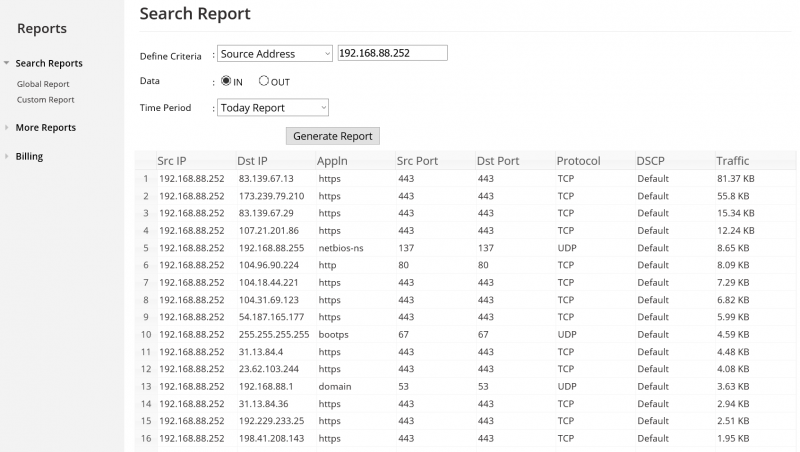 Reports
Search Reports
Global Report
Custom Report
More Reports
Billing
Search Report
Define Criteria : Source Address 192.168.88.252
Data : IN OUT
Time Period : Today Report
Generate Report
Src IP Dst IP Appln Src Port Dst Port Protocol DSCP Traffic
1 192.168.88.252 83.139.67.13 https 443 443 TCP Default 81.37 KB
2 192.168.88.252 173.239.79.210 https 443 443 TCP Default 55.8 KB
3 192.168.88.252 83.139.67.29 https 443 443 TCP Default 15.34 KB
4 192.168.88.252 107.21.201.86 https 443 443 TCP Default 12.24 KB
5 192.168.88.252 192.168.88.255 netbios-ns 137 137 UDP Default 8.65 KB
6 192.168.88.252 104.96.90.224 http 80 80 TCP Default 8.09 KB
7 192.168.88.252 104.18.44.221 https 443 443 TCP Default 7.29 KB
8 192.168.88.252 104.31.69.123 https 443 443 TCP Default 6.82 KB
9 192.168.88.252 54.187.165.177 https 443 443 TCP Default 5.99 KB
10 192.168.88.252 255.255.255.255 bootps 67 67 UDP Default 4.59 KB
11 192.168.88.252 31.13.84.4 https 443 443 TCP Default 4.48 KB
12 192.168.88.252 23.62.103.244 https 443 443 TCP Default 4.08 KB
13 192.168.88.252 192.168.88.1 domain 53 53 UDP Default 3.63 KB
14 192.168.88.252 31.13.84.36 https 443 443 TCP Default 2.94 KB
15 192.168.88.252 192.229.233.25 https 443 443 TCP Default 2.51 KB
16 192.168.88.252 198.41.208.143 https 443 443 TCP Default 1.95 KB